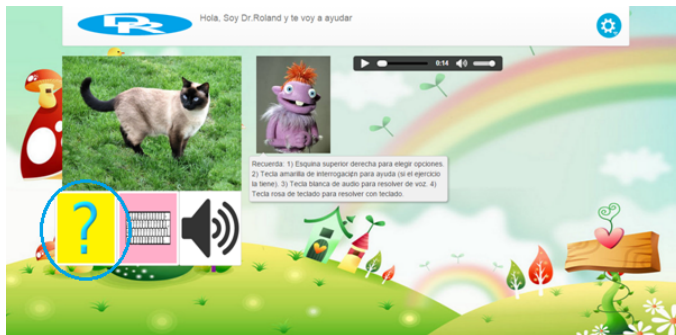 DR
Hola, Soy Dr.Roland y te voy a ayudar
0:14
Recuerda: 1) Esquina superior derecha para elegir opciones.
2) Tecla amarilla de interrogación para ayuda (si el ejercicio
la tiene). 3) Tecla blanca de audio para resolver de voz. 4)
Tecla rosa de teclado para resolver con teclado.
?